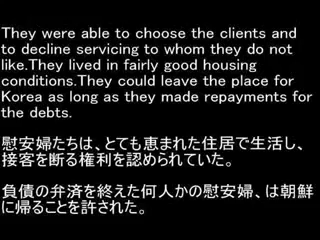 They were able to choose the clients and
to decline servicing to whom they do not
like.They lived in fairly good housing
conditions.They could leave the place for
Korea as long as they made repayments for
the debts.
慰安婦たちは、とても恵まれた住居で生活し、
接客を断る権利を認められていた。
負債の弁済を終えた何人かの慰安婦、は朝鮮
に帰ることを許された。